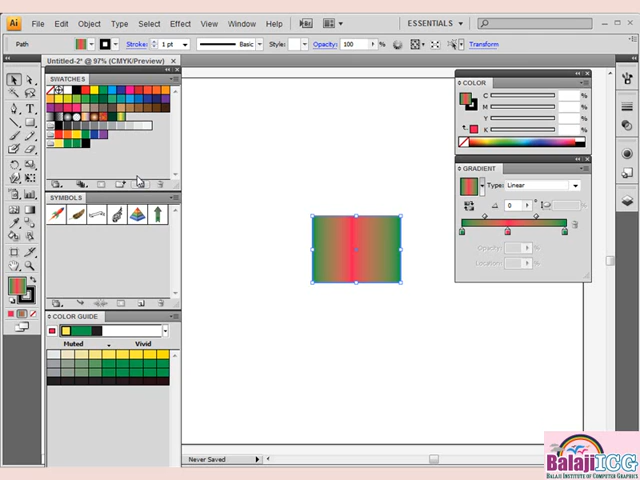 Ai File Edit Object Type Select Effect View Window Help Br ESSENTIALS
Path Stroke: 1 pt Basic Style: Opacity: 100 % Transform
Untitled-2* @ 97% (CMYK/Preview)
SWATCHES
SYMBOLS
COLOR GUIDE
Muted Vivid
COLOR
C %
M %
Y %
K %
GRADIENT
Type: Linear
0 °
%
Opacity: %
Location: %
Never Saved
BalajiICG
BALAJI INSTITUTE OF COMPUTER GRAPHICS